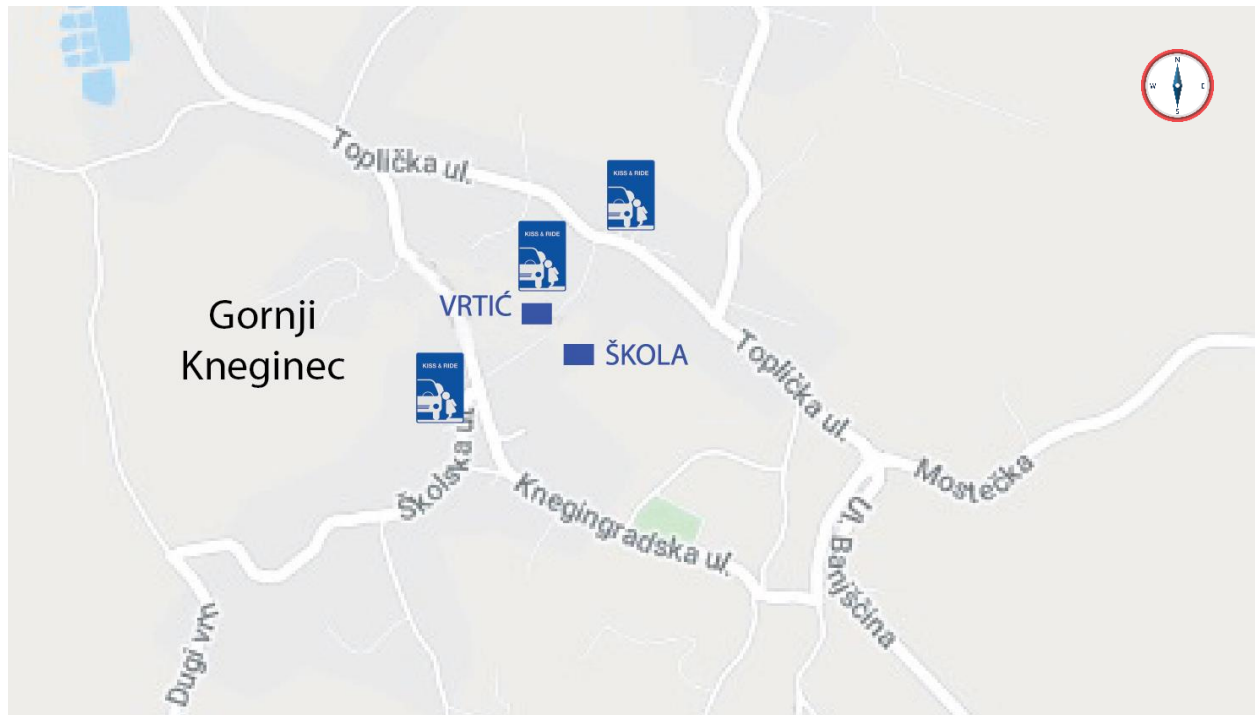 N
W E
S
Toplička ul.
KISS & RIDE
KISS & RIDE
VRTIĆ
Gornji
Kneginec
ŠKOLA
Toplička ul.
KISS & RIDE
Školska ul.
Mostečka
Knegingradska ul.
Ul. Banjščina
Dugi vrh